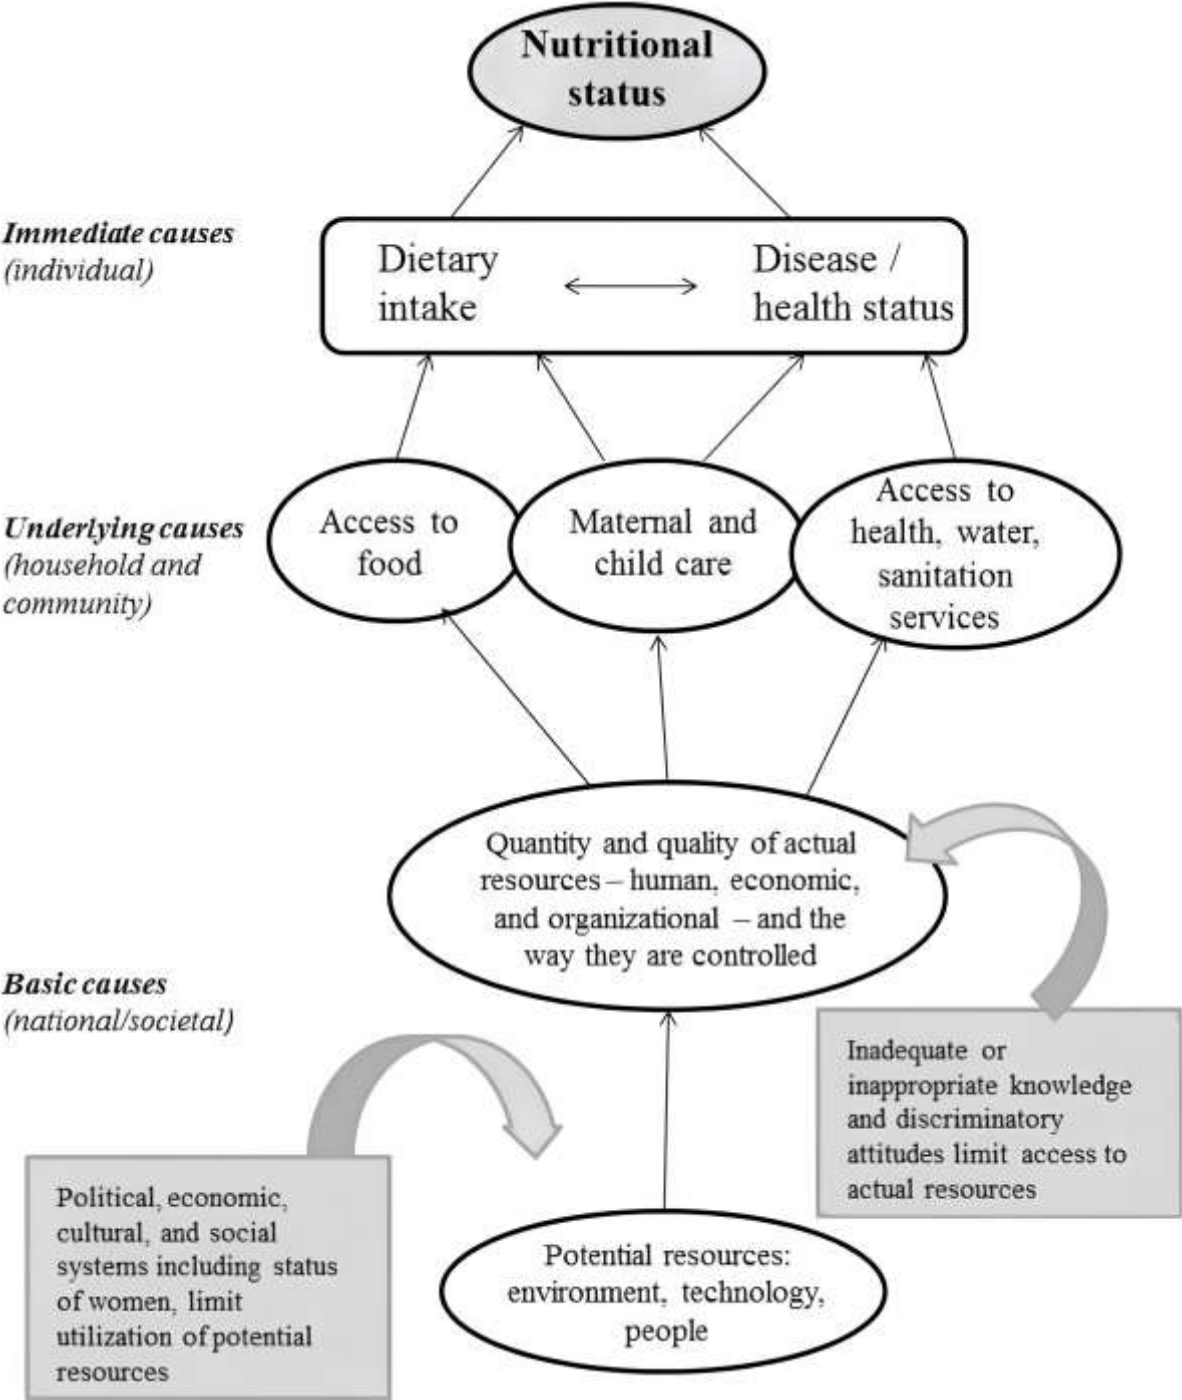 Nutritional
status
Immediate causes
(individual)
Dietary
intake
Disease /
health status
Underlying causes
(household and
community)
Access to
food
Maternal and
child care
Access to
health, water,
sanitation
services
Quantity and quality of actual
resources – human, economic,
and organizational – and the
way they are controlled
Basic causes
(national/societal)
Inadequate or
inappropriate knowledge
and discriminatory
attitudes limit access to
actual resources
Political, economic,
cultural, and social
systems including status
of women, limit
utilization of potential
resources
Potential resources:
environment, technology,
people